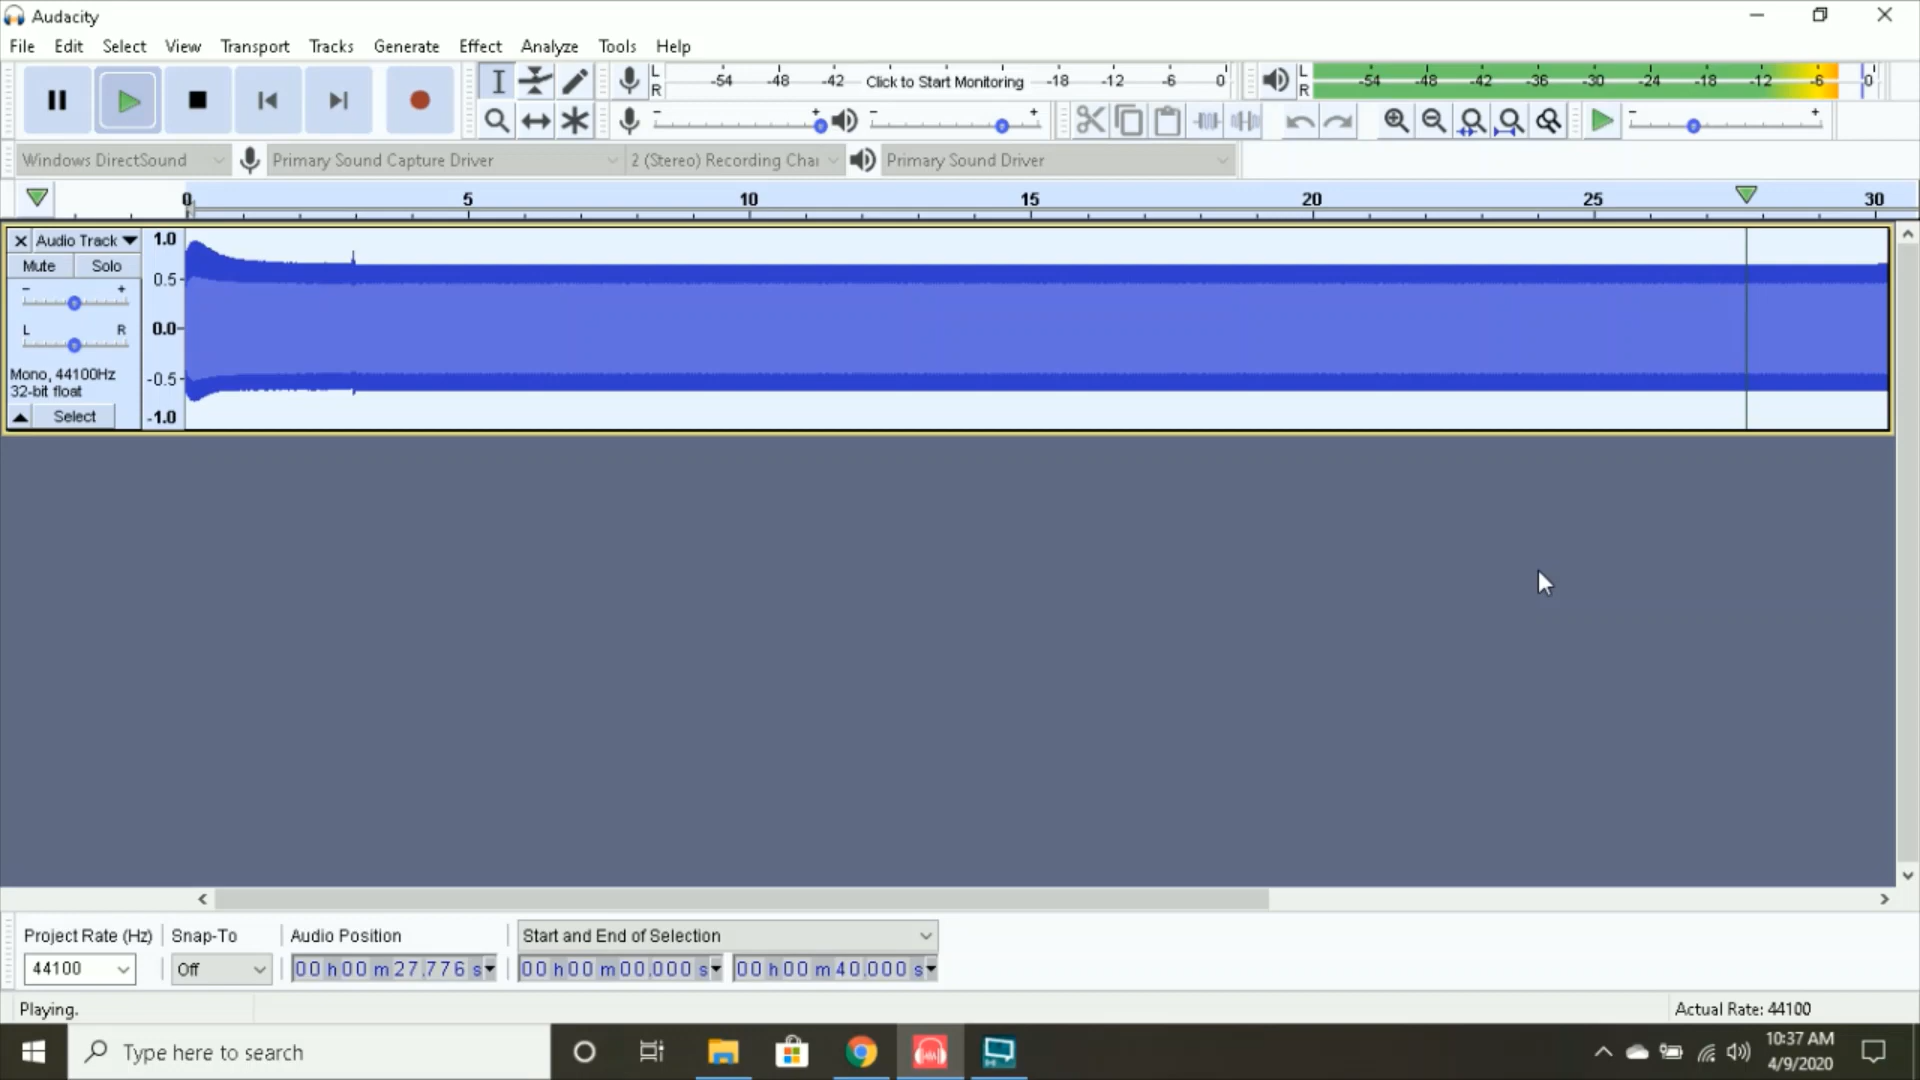 Audacity
File Edit Select View Transport Tracks Generate Effect Analyze Tools Help
L
R
-54 -48 -42 Click to Start Monitoring -18 -12 -6 0
L
R
-54 -48 -42 -36 -30 -24 -18 -12 -6 0
Windows DirectSound
Primary Sound Capture Driver
2 (Stereo) Recording Chai
Primary Sound Driver
0 5 10 15 20 25 30
Audio Track
Mute Solo
- +
L R
Mono, 44100Hz
32-bit float
Select
1.0
0.5
0.0
-0.5
-1.0
Project Rate (Hz) Snap-To Audio Position Start and End of Selection
44100 Off 00 h 00 m 27.776 s 00 h 00 m 00.000 s 00 h 00 m 40.000 s
Playing. Actual Rate: 44100
Type here to search
10:37 AM
4/9/2020